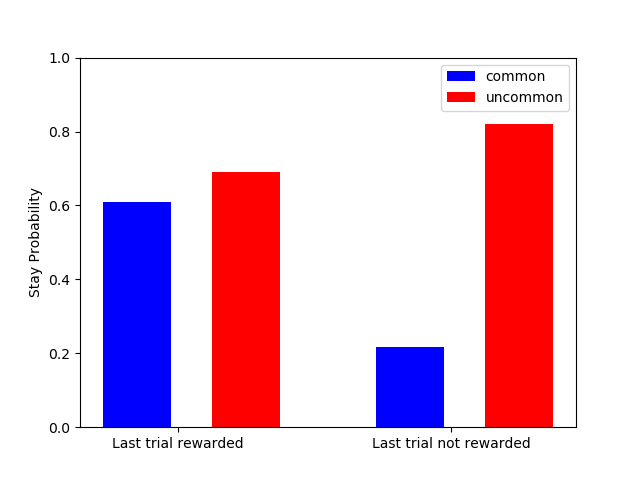 1.0
0.8
0.6
0.4
0.2
0.0
Stay Probability
common
uncommon
Last trial rewarded
Last trial not rewarded